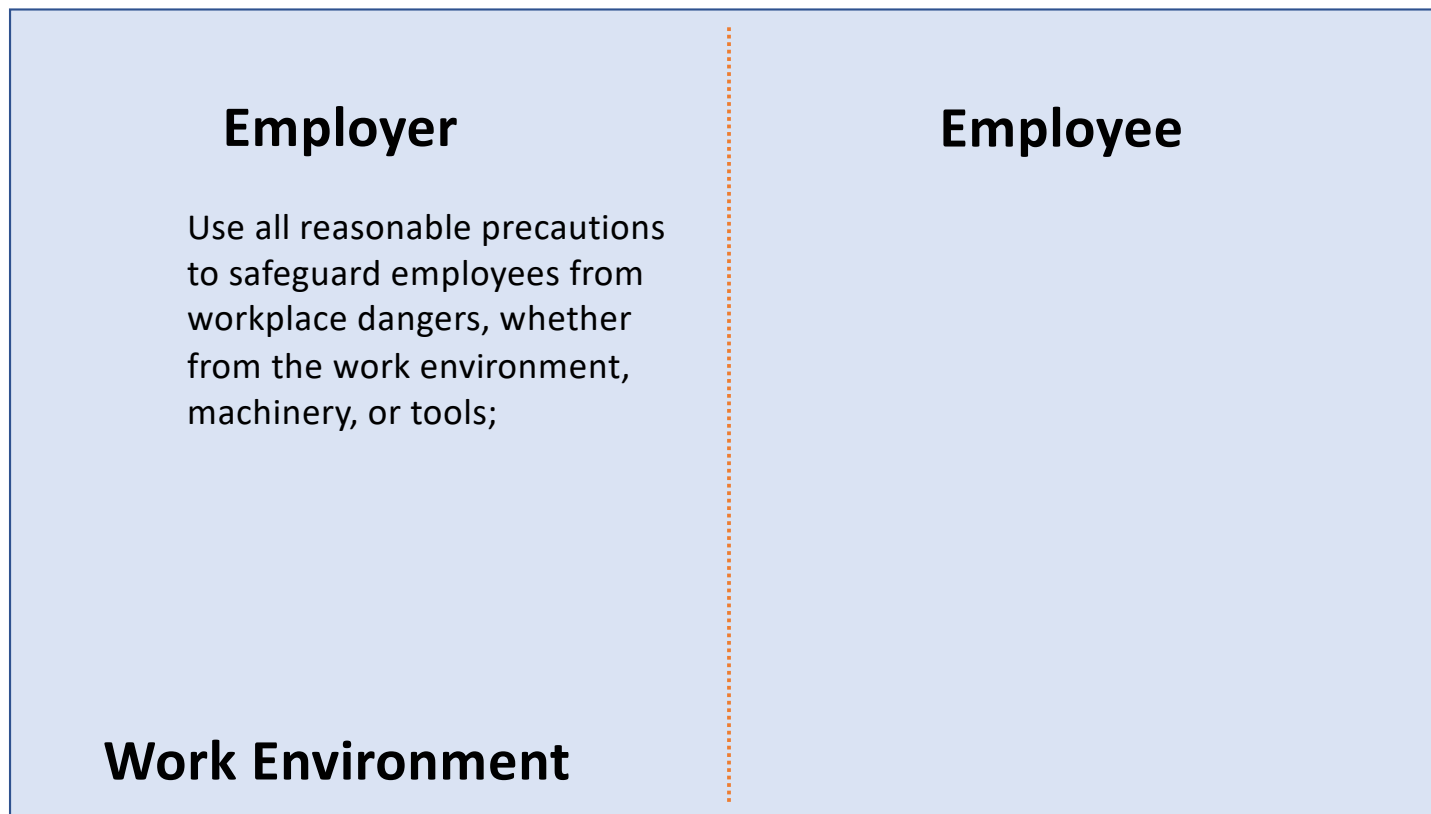 Employer
Use all reasonable precautions
to safeguard employees from
workplace dangers, whether
from the work environment,
machinery, or tools;
Work Environment
Employee